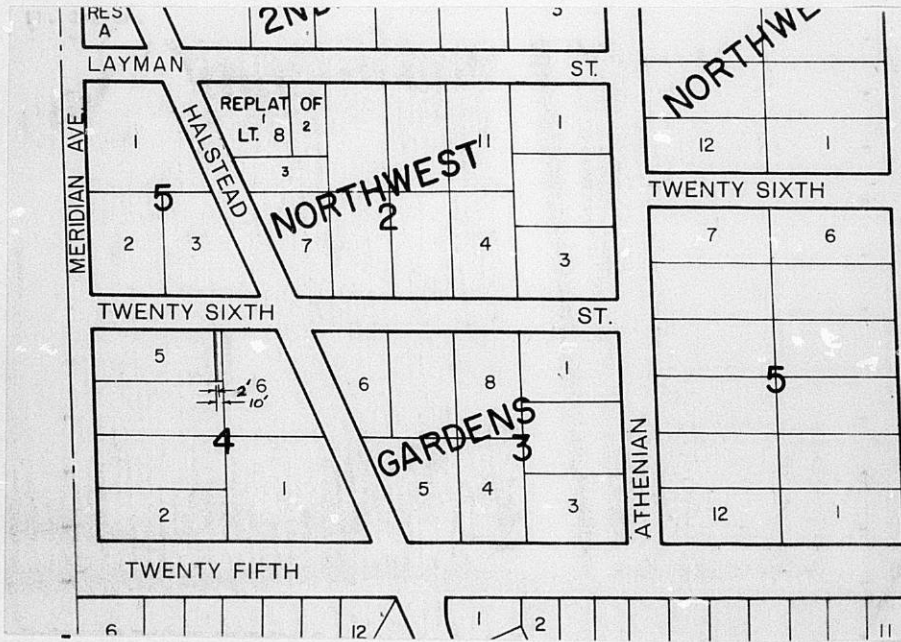 RES
A
2ND
3
NORTHWE
LAYMAN ST.
REPLAT OF
1 2
LT. 8
3
MERIDIAN AVE
HALSTEAD
1
5
2 3
NORTHWEST
2
11
7
4
1
3
12 1
TWENTY SIXTH
7 6
5
12 1
TWENTY SIXTH ST.
5
6
2'
10'
4
2
1
6 8
GARDENS
3
5 4
1
3
ATHENIAN
TWENTY FIFTH
6 12 1 2 11